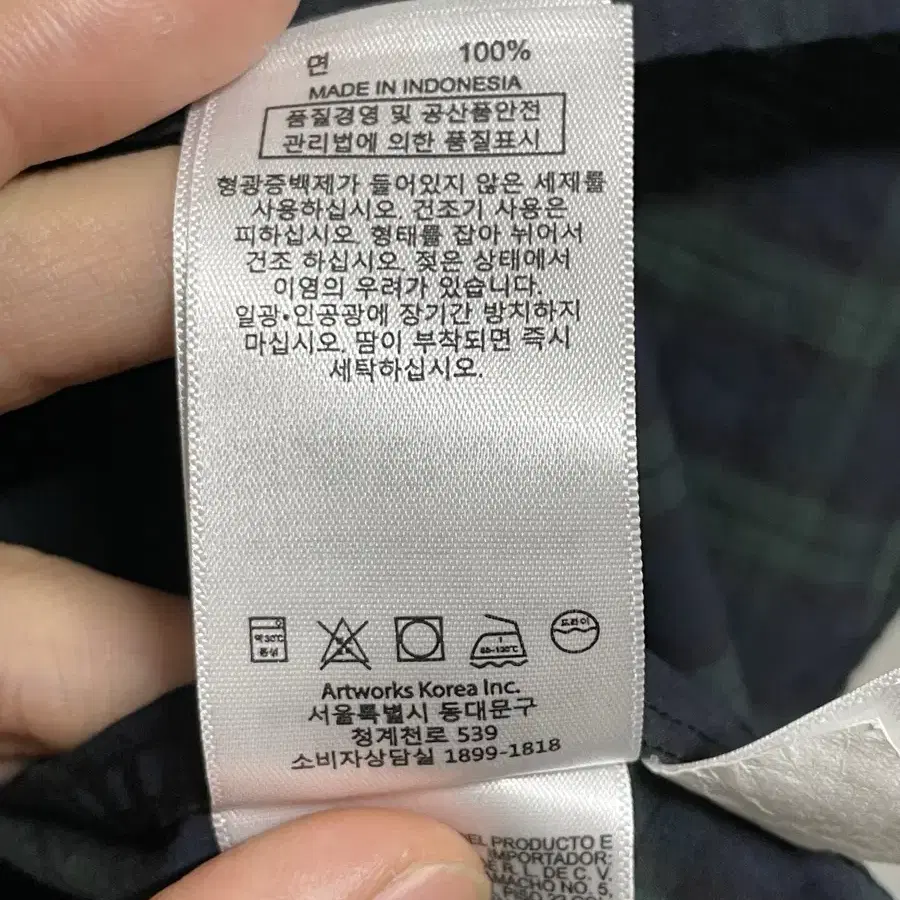 면 100%
MADE IN INDONESIA
품질경영 및 공산품안전
관리법에 의한 품질표시
형광증백제가 들어있지 않은 세제를
사용하십시오. 건조기 사용은
피하십시오. 형태를 잡아 뉘어서
건조 하십시오. 젖은 상태에서
이염의 우려가 있습니다.
일광•인공광에 장기간 방치하지
마십시오. 땀이 부착되면 즉시
세탁하십시오.
약30℃
중성
드라이
Artworks Korea Inc.
서울특별시 동대문구
청계천로 539
소비자상담실 1899-1818
PRODUCTO E
IMPORTADOR:
R.L. DE C. V.
NO. 5,